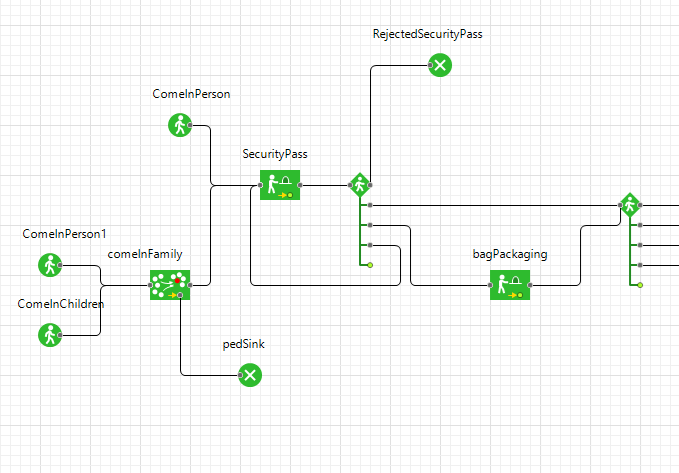 RejectedSecurityPass
ComeInPerson
SecurityPass
ComeInPerson1
comeInFamily
bagPackaging
ComeInChildren
pedSink